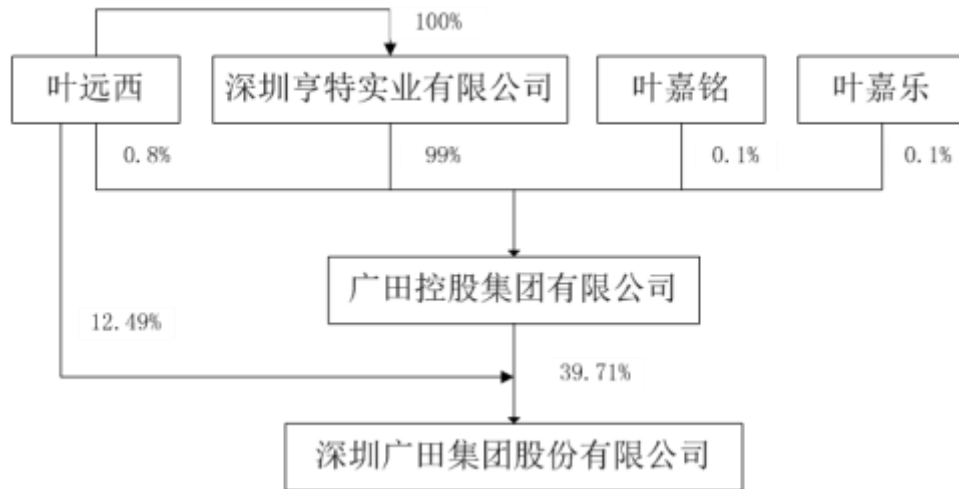 100%
叶远西
深圳亨特实业有限公司
叶嘉铭
叶嘉乐
0.8%
99%
0.1%
0.1%
广田控股集团有限公司
12.49%
39.71%
深圳广田集团股份有限公司